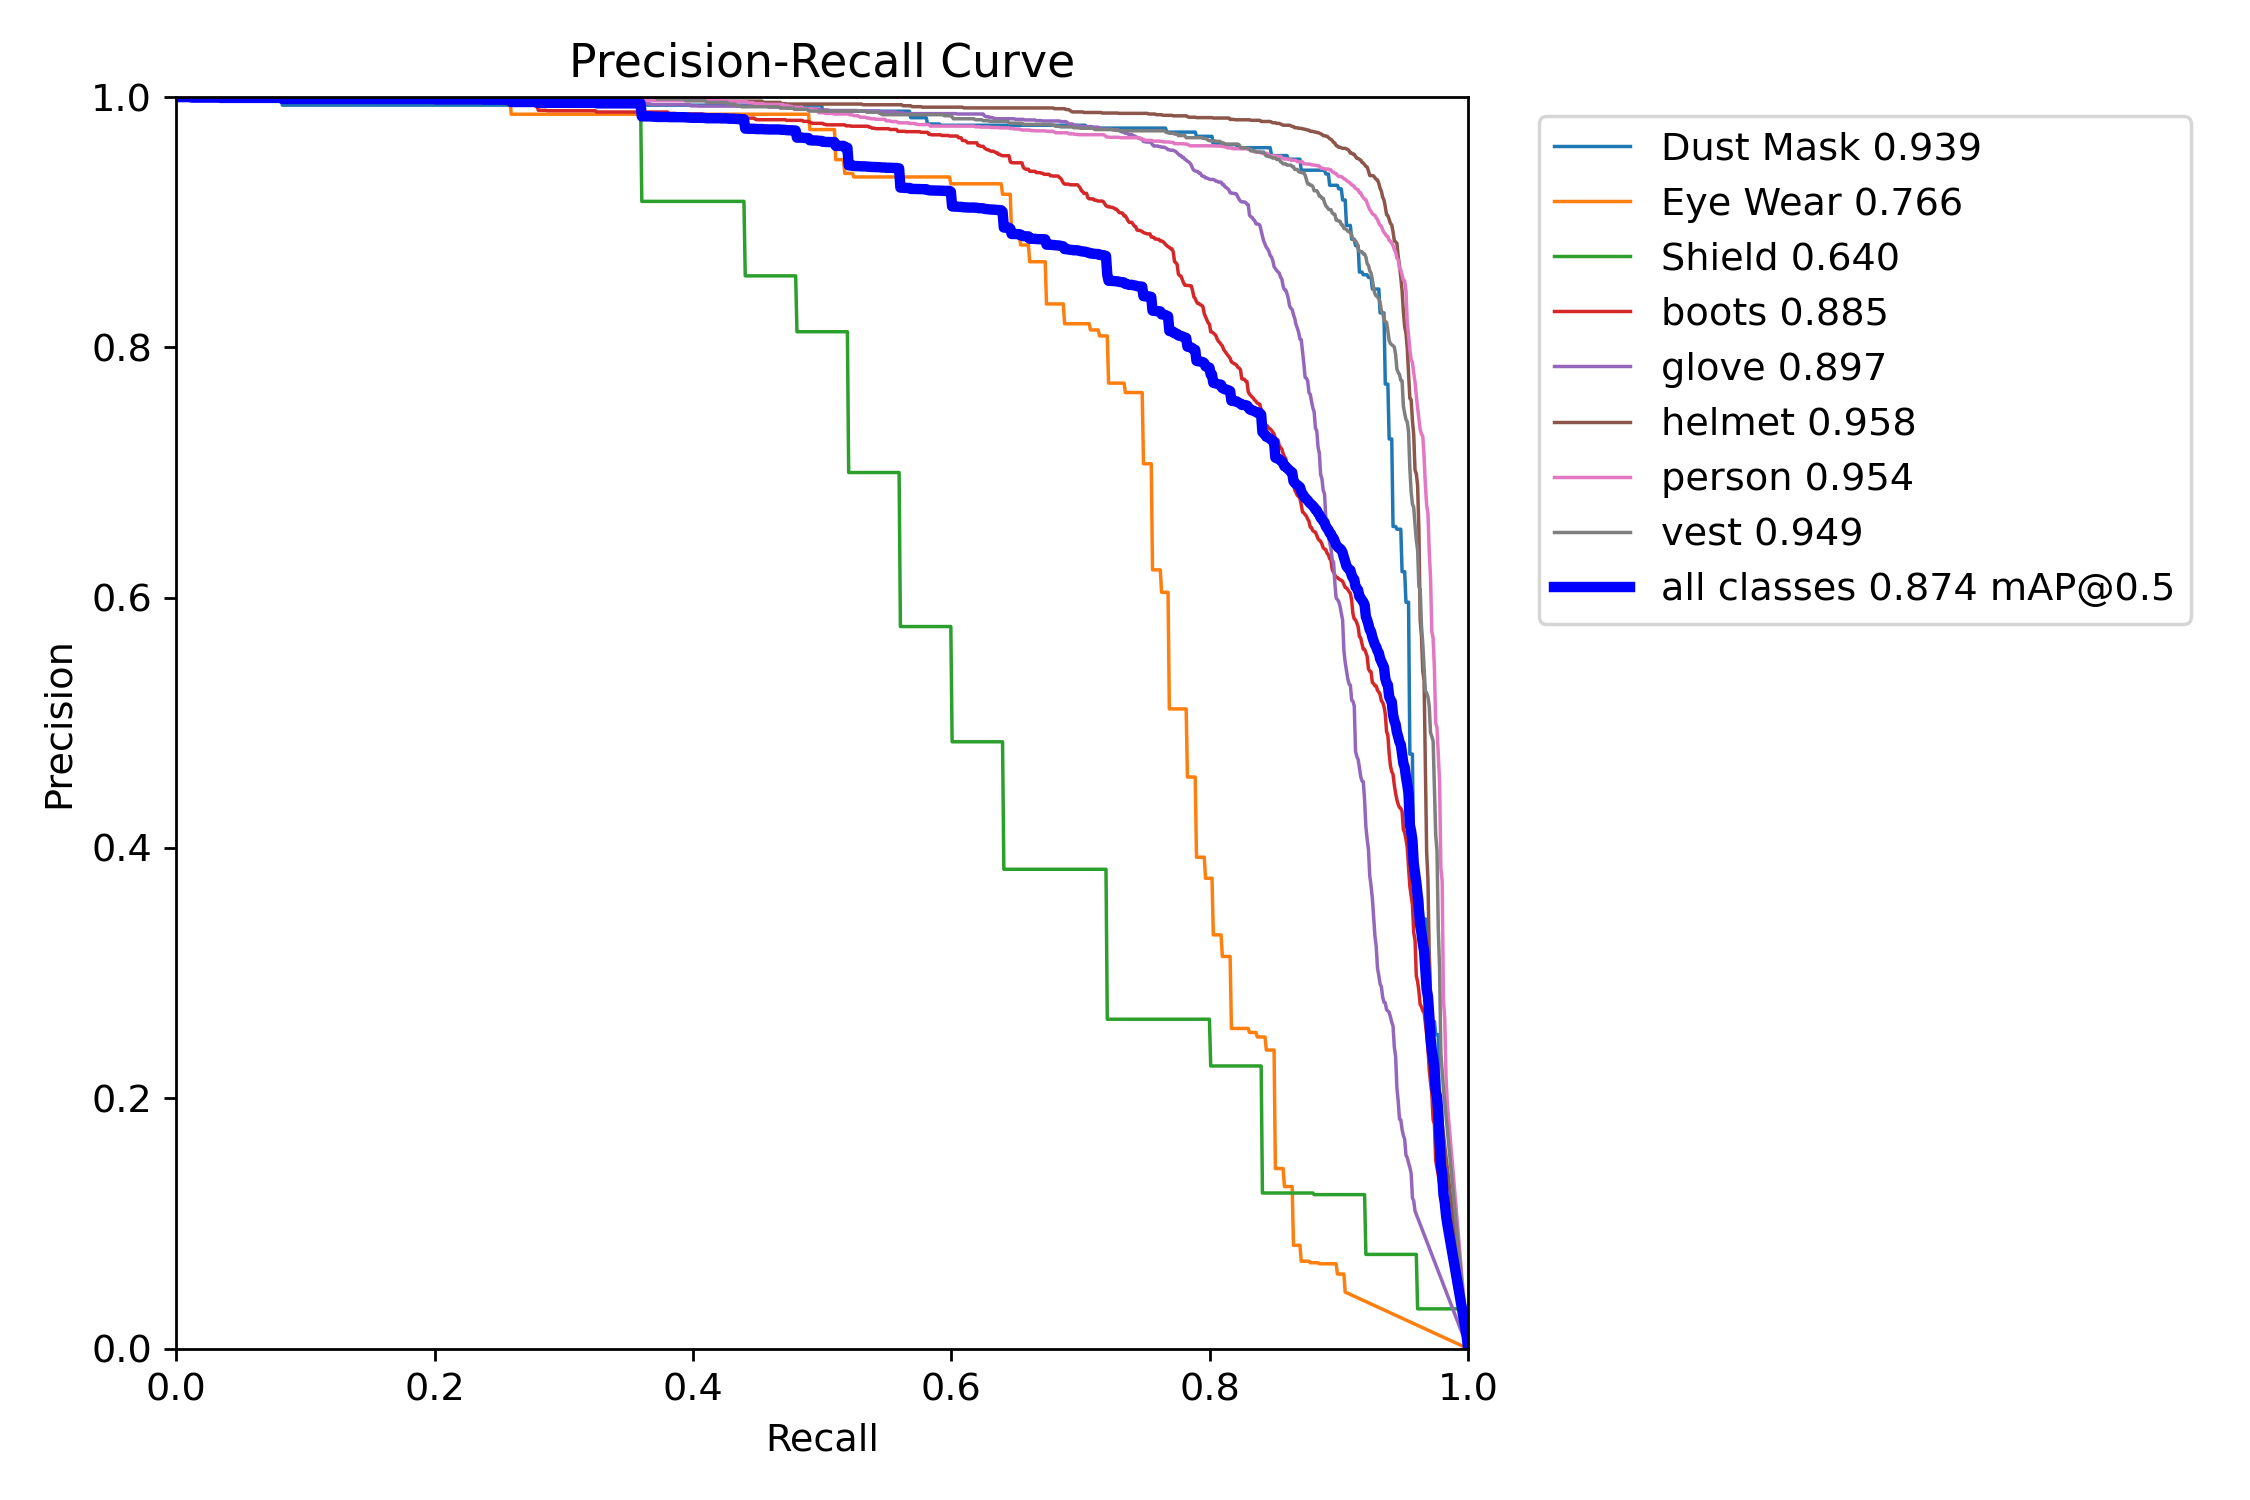 Precision-Recall Curve
1.0
0.8
0.6
0.4
0.2
0.0
Precision
0.0 0.2 0.4 0.6 0.8 1.0
Recall
Dust Mask 0.939
Eye Wear 0.766
Shield 0.640
boots 0.885
glove 0.897
helmet 0.958
person 0.954
vest 0.949
all classes 0.874 mAP@0.5